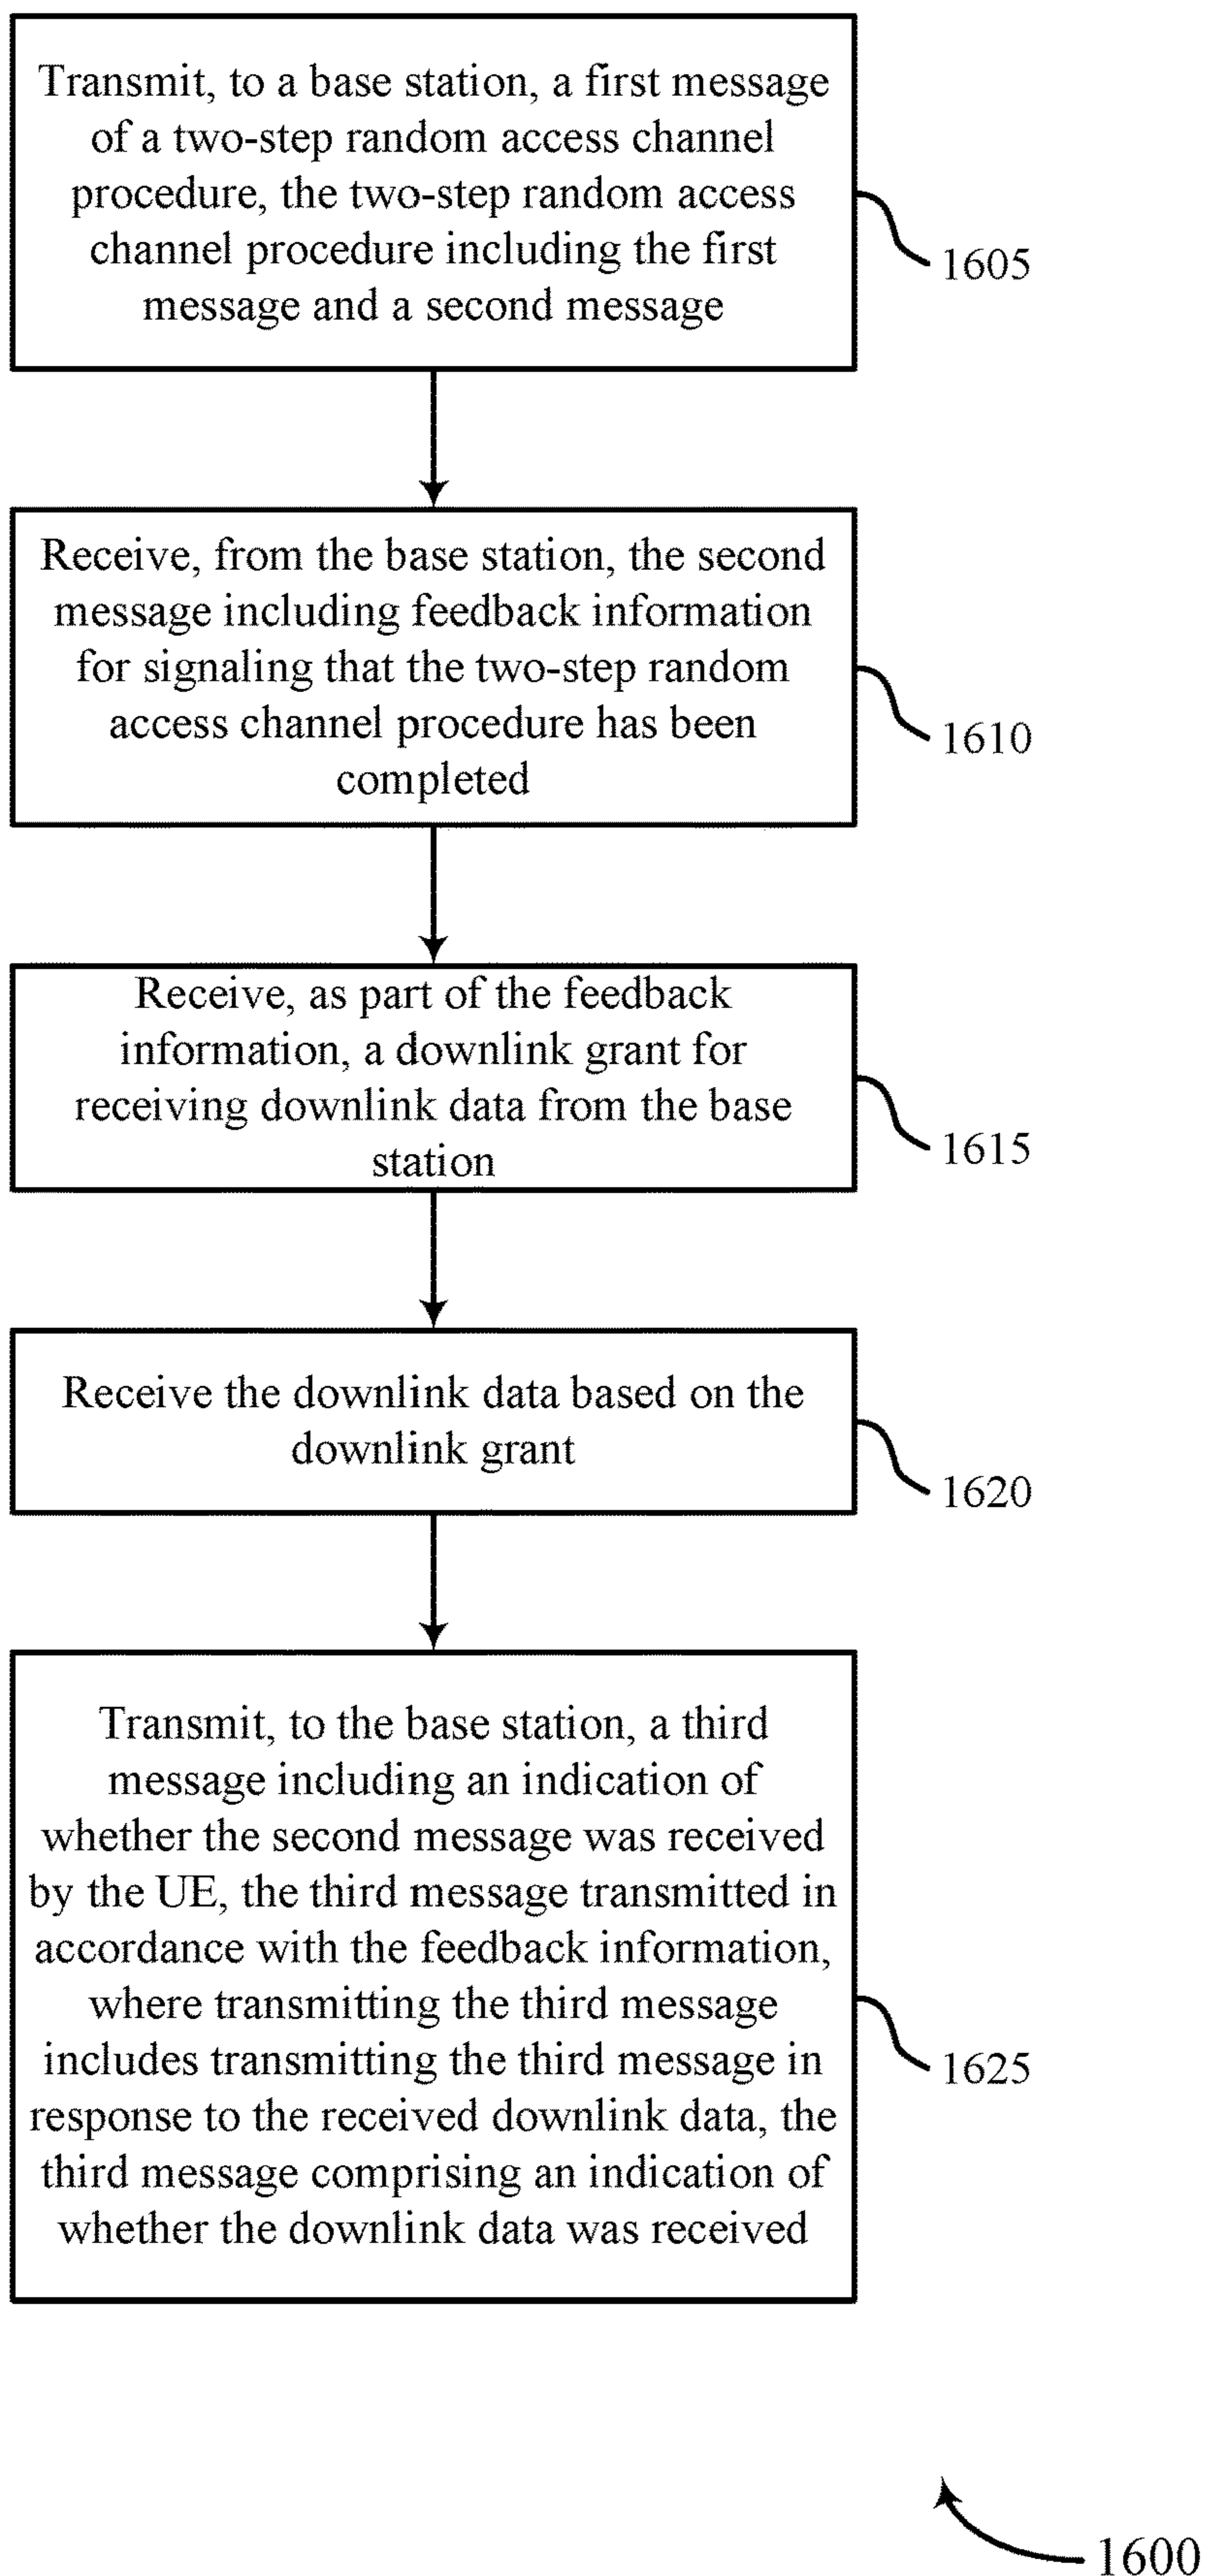 Transmit, to a base station, a first message
of a two-step random access channel
procedure, the two-step random access
channel procedure including the first
message and a second message
1605
Receive, from the base station, the second
message including feedback information
for signaling that the two-step random
access channel procedure has been
completed
1610
Receive, as part of the feedback
information, a downlink grant for
receiving downlink data from the base
station
1615
Receive the downlink data based on the
downlink grant
1620
Transmit, to the base station, a third
message including an indication of
whether the second message was received
by the UE, the third message transmitted in
accordance with the feedback information,
where transmitting the third message
includes transmitting the third message in
response to the received downlink data, the
third message comprising an indication of
whether the downlink data was received
1625
1600